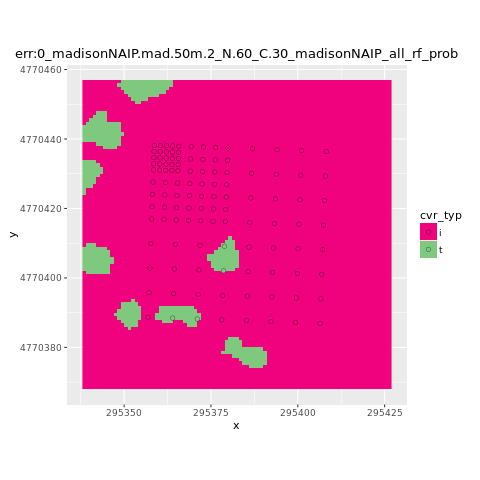 err:0_madisonNAIP.mad.50m.2_N.60_C.30_madisonNAIP_all_rf_prob
4770460
4770440
4770420
4770400
4770380
y
295350
295375
295400
295425
x
cvr_typ
i
t